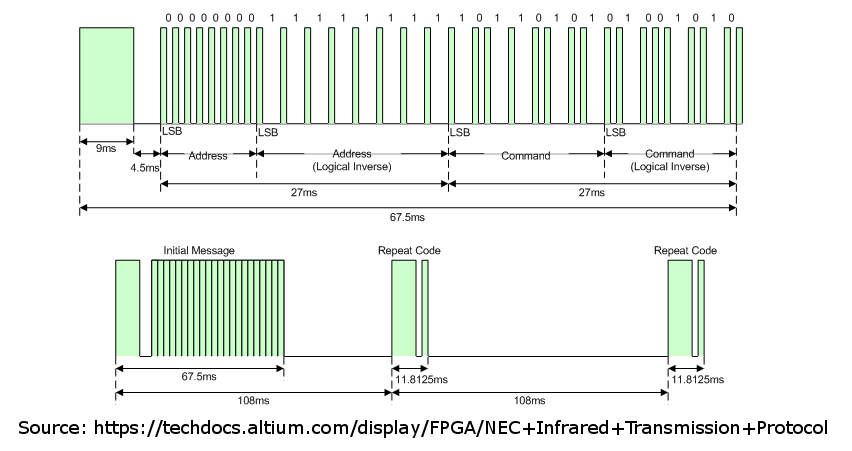 0 0 0 0 0 0 0 0 1 1 1 1 1 1 1 1 1 0 1 1 0 1 0 1 0 1 0 0 1 0 1 0
LSB LSB LSB LSB
9ms
4.5ms
Address
Address
(Logical Inverse)
Command
Command
(Logical Inverse)
27ms 27ms
67.5ms
Initial Message Repeat Code Repeat Code
67.5ms 11.8125ms 11.8125ms
108ms 108ms
Source: https://techdocs.altium.com/display/FPGA/NEC+Infrared+Transmission+Protocol